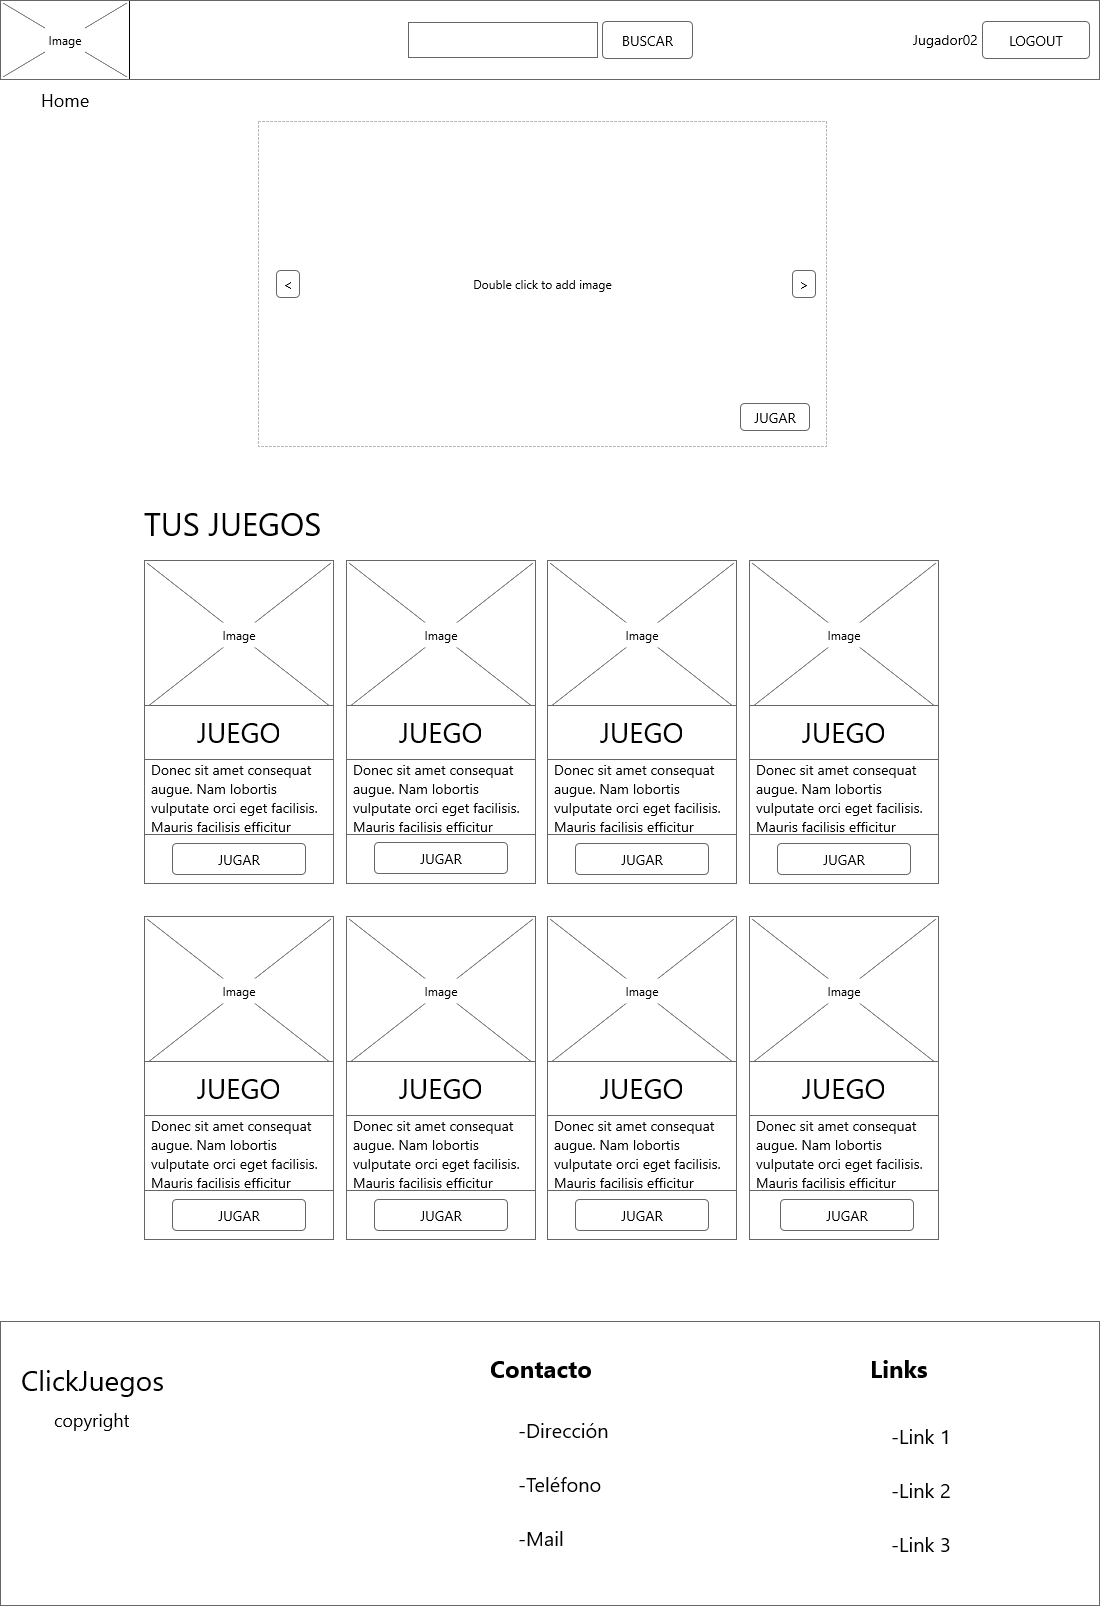 Image
BUSCAR
Jugador02
LOGOUT
Home
<
Double click to add image
>
JUGAR
TUS JUEGOS
Image
Image
Image
Image
JUEGO
JUEGO
JUEGO
JUEGO
Donec sit amet consequat
augue. Nam lobortis
vulputate orci eget facilisis.
Mauris facilisis efficitur
Donec sit amet consequat
augue. Nam lobortis
vulputate orci eget facilisis.
Mauris facilisis efficitur
Donec sit amet consequat
augue. Nam lobortis
vulputate orci eget facilisis.
Mauris facilisis efficitur
Donec sit amet consequat
augue. Nam lobortis
vulputate orci eget facilisis.
Mauris facilisis efficitur
JUGAR
JUGAR
JUGAR
JUGAR
Image
Image
Image
Image
JUEGO
JUEGO
JUEGO
JUEGO
Donec sit amet consequat
augue. Nam lobortis
vulputate orci eget facilisis.
Mauris facilisis efficitur
Donec sit amet consequat
augue. Nam lobortis
vulputate orci eget facilisis.
Mauris facilisis efficitur
Donec sit amet consequat
augue. Nam lobortis
vulputate orci eget facilisis.
Mauris facilisis efficitur
Donec sit amet consequat
augue. Nam lobortis
vulputate orci eget facilisis.
Mauris facilisis efficitur
JUGAR
JUGAR
JUGAR
JUGAR
ClickJuegos
copyright
Contacto
-Dirección
-Teléfono
-Mail
Links
-Link 1
-Link 2
-Link 3